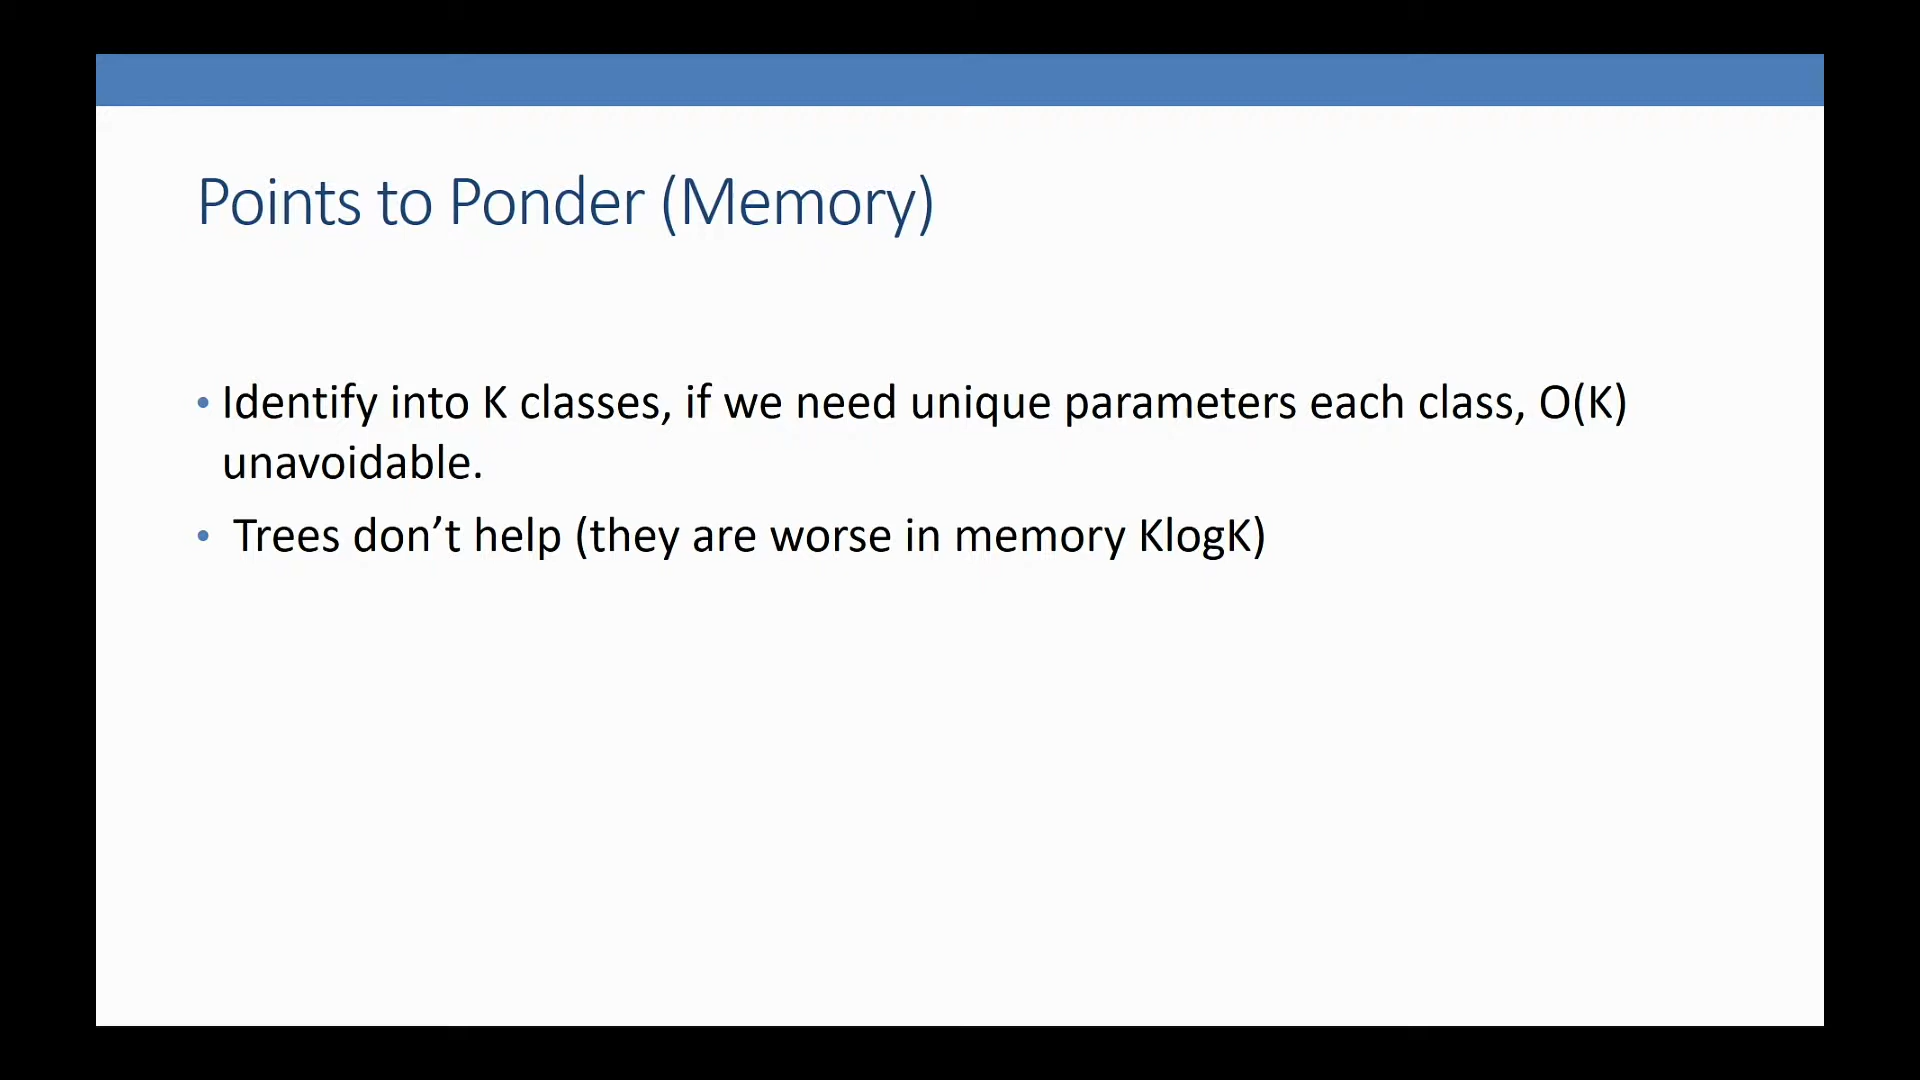 Points to Ponder (Memory)
• Identify into K classes, if we need unique parameters each class, O(K)
unavoidable.
• Trees don’t help (they are worse in memory KlogK)